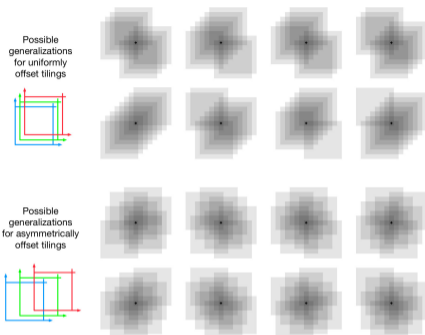 Possible
generalizations
for uniformly
offset tilings
Possible
generalizations
for asymmetrically
offset tilings